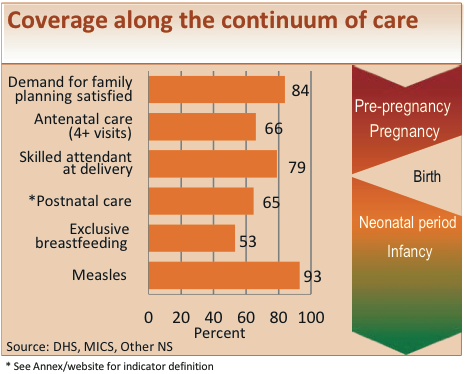 Coverage along the continuum of care
Demand for family
planning satisfied
84
Antenatal care
(4+ visits)
66
Skilled attendant
at delivery
79
*Postnatal care
65
Exclusive
breastfeeding
53
Measles
93
0 20 40 60 80 100
Percent
Pre-pregnancy
Pregnancy
Birth
Neonatal period
Infancy
Source: DHS, MICS, Other NS
* See Annex/website for indicator definition